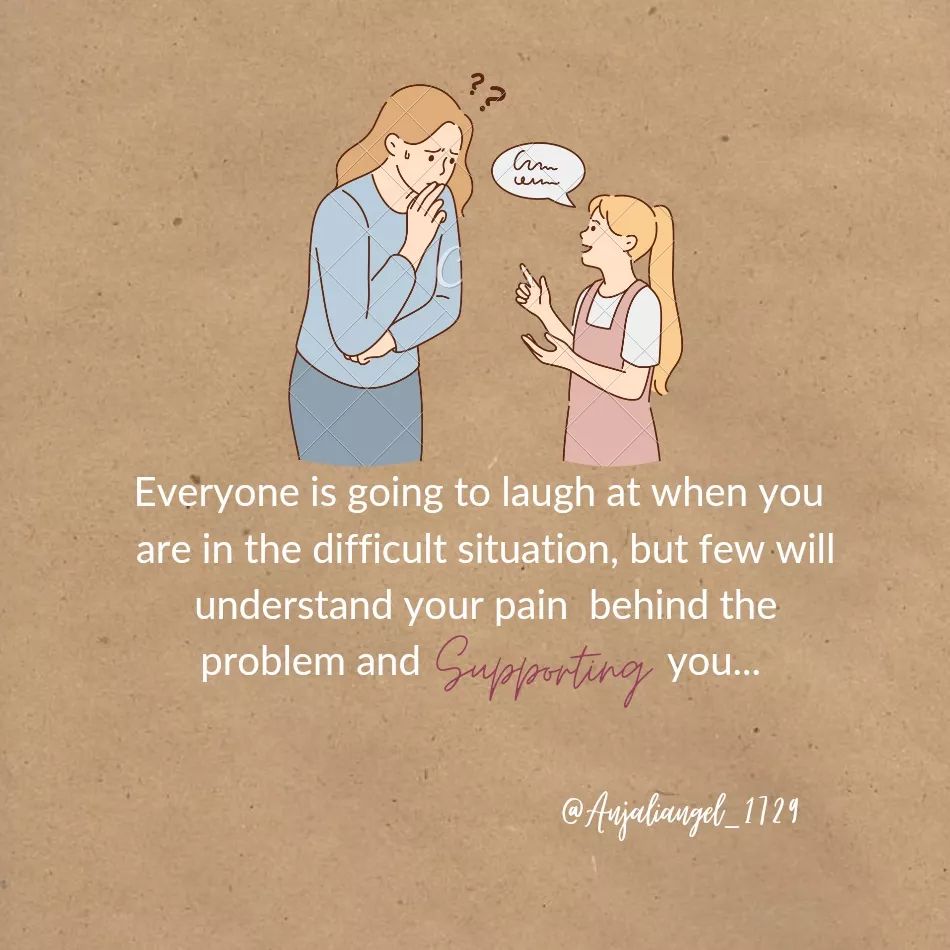 ??
Everyone is going to laugh at when you
are in the difficult situation, but few will
understand your pain  behind the
problem and Supporting you...
@Anjaliangel_1729